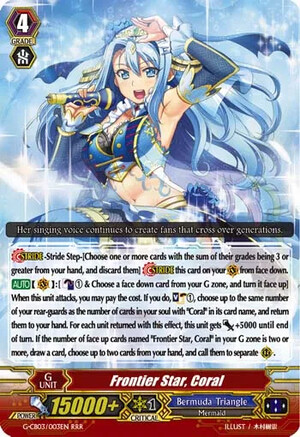 4
GRADE
Her singing voice continues to create fans that cross over generations.
STRIDE -Stride Step-[Choose one or more cards with the sum of their grades being 3 or
greater from your hand, and discard them] STRIDE this card on your from face down.
AUTO : [ & Choose a face down card from your G zone, and turn it face up]
When this unit attacks, you may pay the cost. If you do, , choose up to the same number
of your rear-guards as the number of cards in your soul with "Coral" in its card name, and return
them to your hand. For each unit returned with this effect, this unit gets +5000 until end
of turn. If the number of face up cards named "Frontier Star, Coral" in your G zone is two or
more, draw a card, choose up to two cards from your hand, and call them to separate .
G
UNIT
Frontier Star, Coral
POWER
15000+
1
CRITICAL
Bermuda Triangle
Mermaid
G-CB03/003EN RRR
ILLUST / 木村樹崇